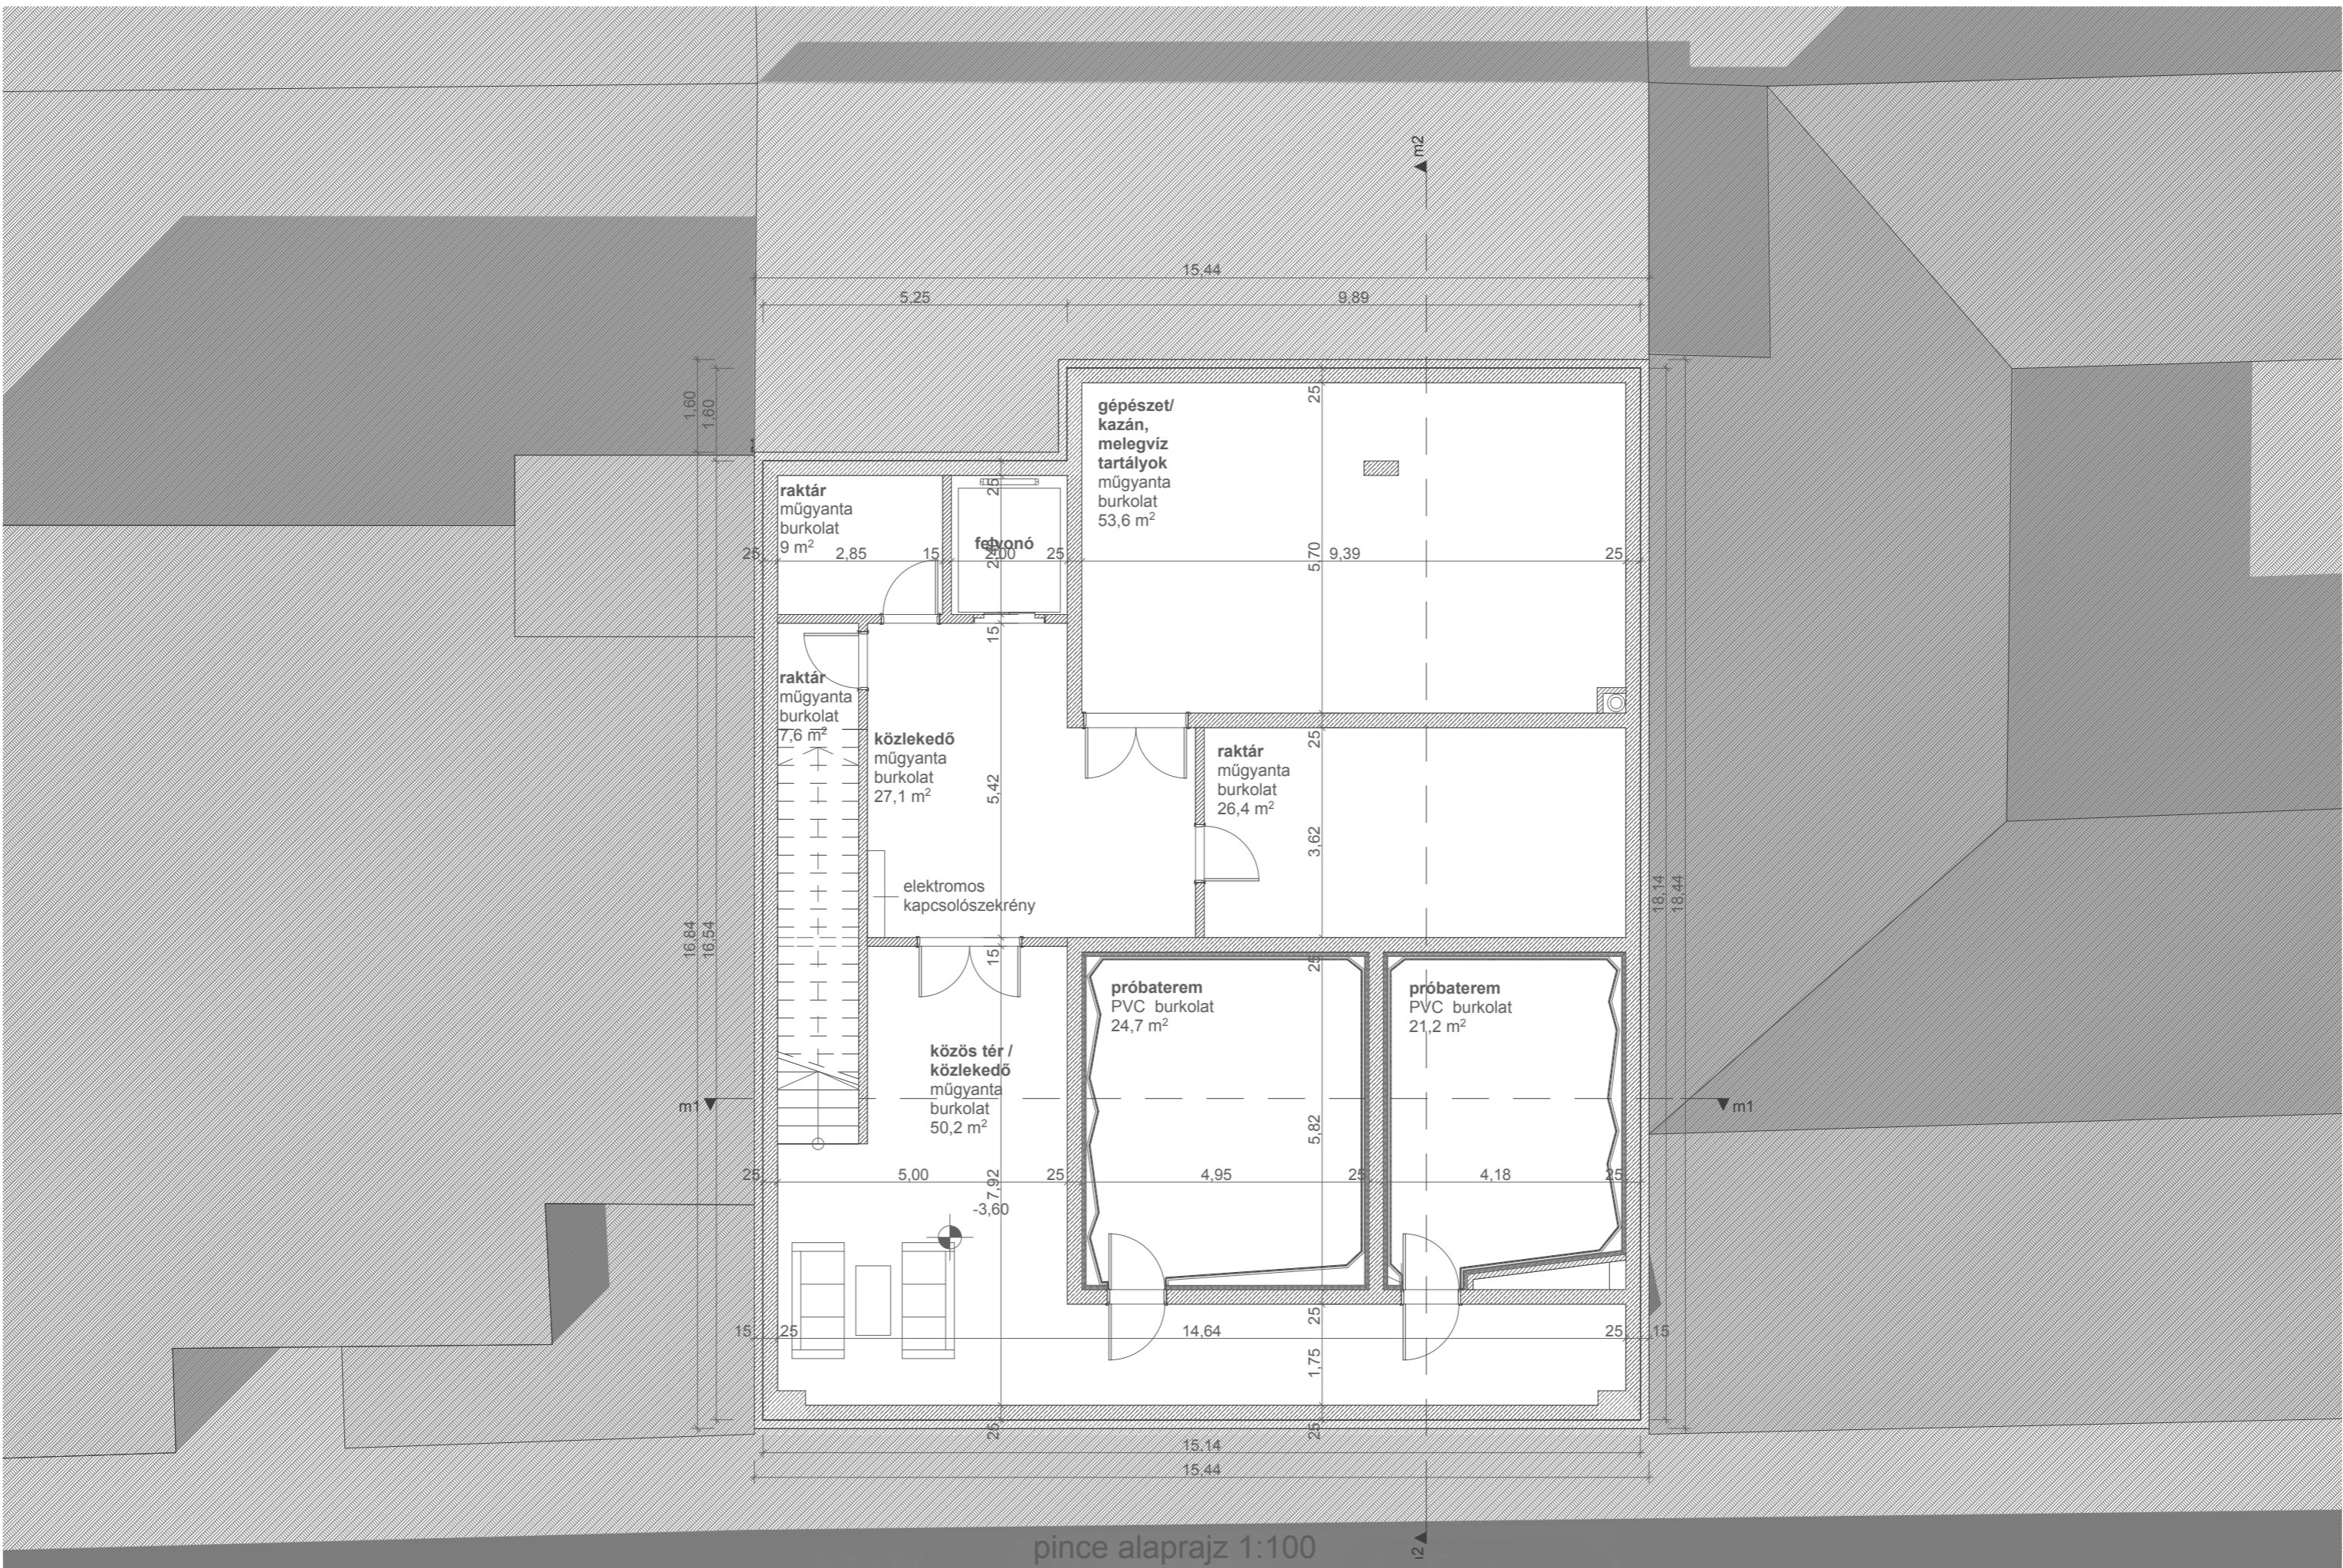 m2
15,44
5,25
9,89
1,60
1,60
25
gépészet/
kazán,
melegvíz
tartályok
műgyanta
burkolat
53,6 m²
raktár
műgyanta
burkolat
9 m²
25
felvonó
25
2,85
15
2,00
25
5,70
9,39
25
15
raktár
műgyanta
burkolat
7,6 m²
közlekedő
műgyanta
burkolat
27,1 m²
25
raktár
műgyanta
burkolat
26,4 m²
5,42
3,62
elektromos
kapcsolószekrény
18,14
18,44
16,84
16,54
15
25
próbaterem
PVC burkolat
24,7 m²
próbaterem
PVC burkolat
21,2 m²
közös tér /
közlekedő
műgyanta
burkolat
50,2 m²
m1
m1
5,82
25
5,00
25
4,95
25
4,18
25
7,92
-3,60
25
15
25
14,64
25
15
1,75
25
25
15,14
15,44
pince alaprajz 1:100